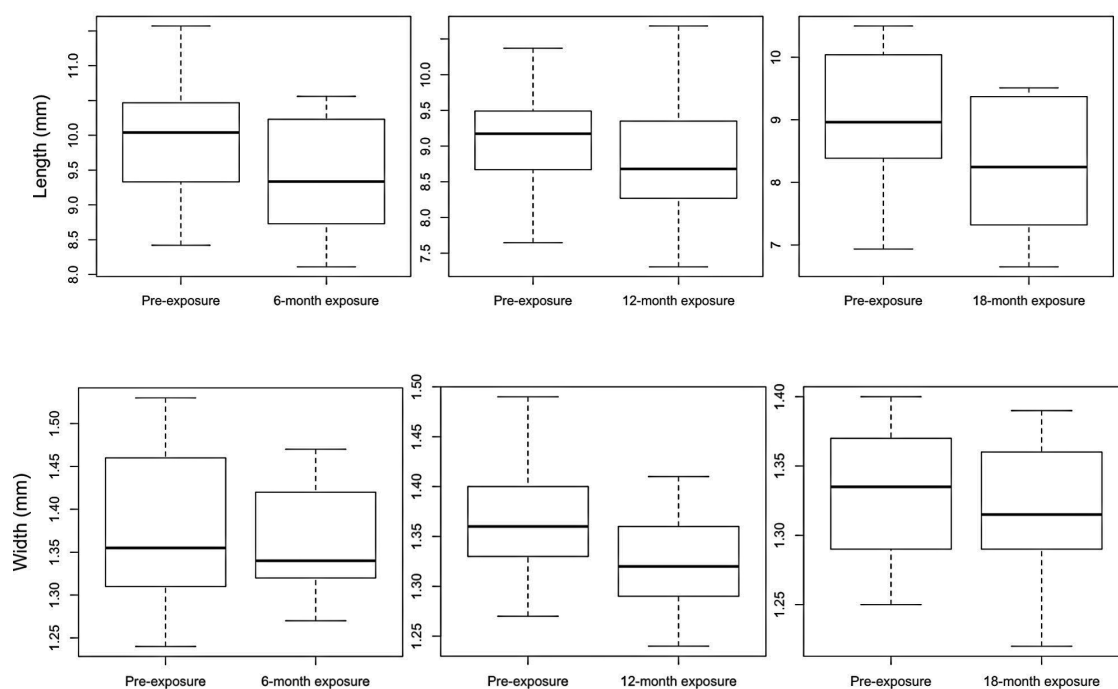 Length (mm)
8.0 8.5 9.0 9.5 10.0 11.0
Pre-exposure 6-month exposure
7.5 8.0 8.5 9.0 9.5 10.0
Pre-exposure 12-month exposure
7 8 9 10
Pre-exposure 18-month exposure
Width (mm)
1.25 1.30 1.35 1.40 1.45 1.50
Pre-exposure 6-month exposure
1.25 1.30 1.35 1.40 1.45 1.50
Pre-exposure 12-month exposure
1.25 1.30 1.35 1.40
Pre-exposure 18-month exposure